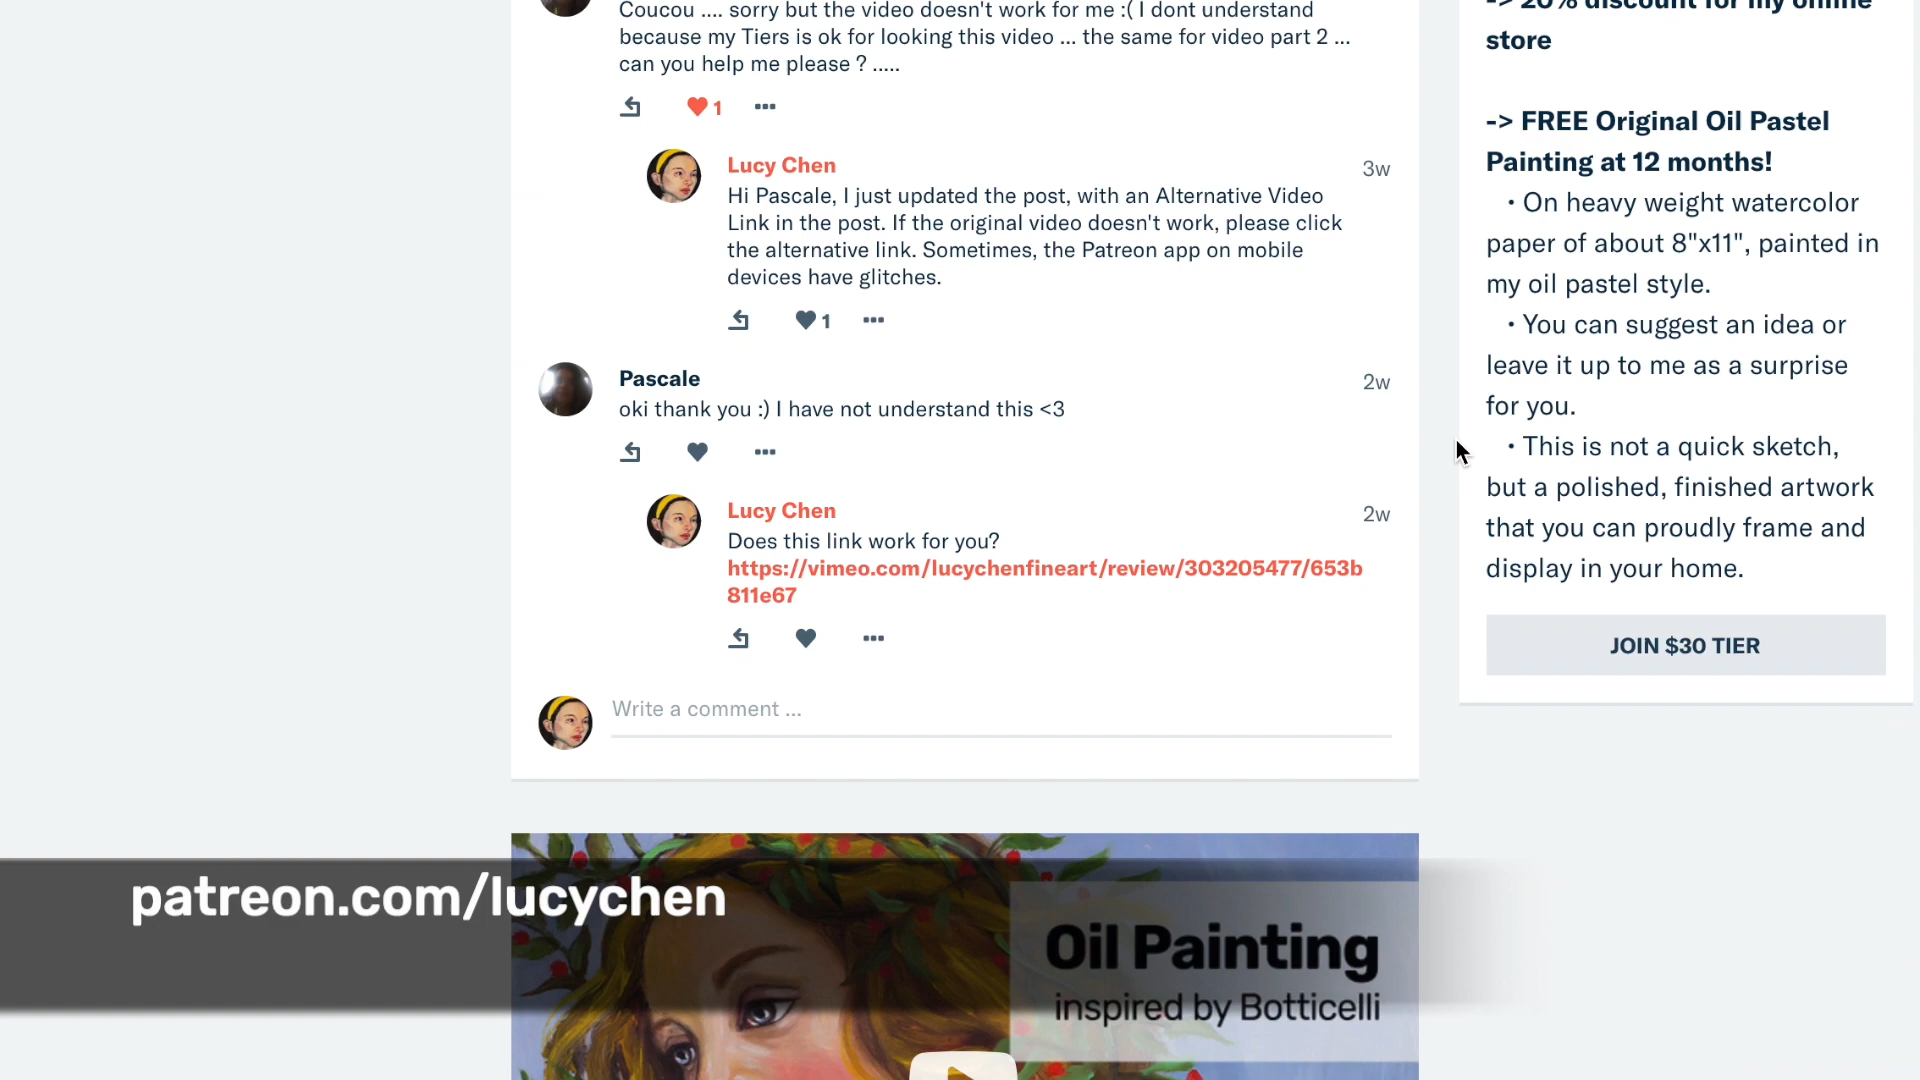 Coucou .... sorry but the video doesn't work for me :( I dont understand
because my Tiers is ok for looking this video ... the same for video part 2 ...
can you help me please ? .....
1
Lucy Chen
3w
Hi Pascale, I just updated the post, with an Alternative Video
Link in the post. If the original video doesn't work, please click
the alternative link. Sometimes, the Patreon app on mobile
devices have glitches.
1
Pascale
2w
oki thank you :) I have not understand this <3
Lucy Chen
2w
Does this link work for you?
https://vimeo.com/lucychenfineart/review/303205477/653b
811e67
Write a comment ...
-> 20% discount for my online
store
-> FREE Original Oil Pastel
Painting at 12 months!
• On heavy weight watercolor
paper of about 8"x11", painted in
my oil pastel style.
• You can suggest an idea or
leave it up to me as a surprise
for you.
• This is not a quick sketch,
but a polished, finished artwork
that you can proudly frame and
display in your home.
JOIN $30 TIER
patreon.com/lucychen
Oil Painting
inspired by Botticelli